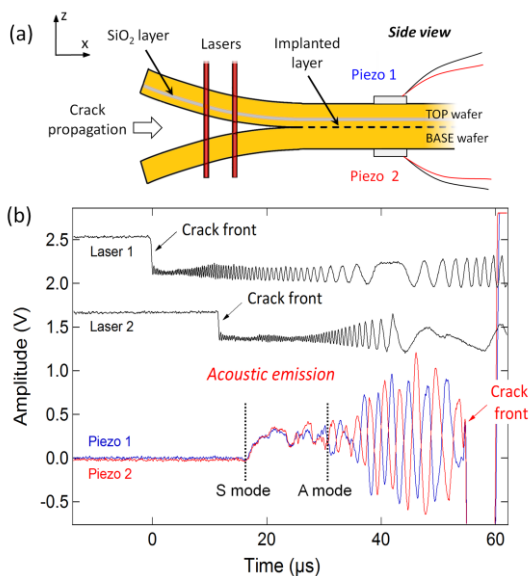 (a)
z
x
SiO₂ layer
Lasers
Implanted
layer
Side view
Piezo 1
Crack
propagation
TOP wafer
BASE wafer
Piezo 2
(b)
Crack front
Laser 1
Crack front
Laser 2
Acoustic emission
Crack
front
Piezo 1
Piezo 2
S mode
A mode
2.5
2.0
1.5
1.0
0.5
0.0
-0.5
Amplitude (V)
0
20
40
60
Time (µs)